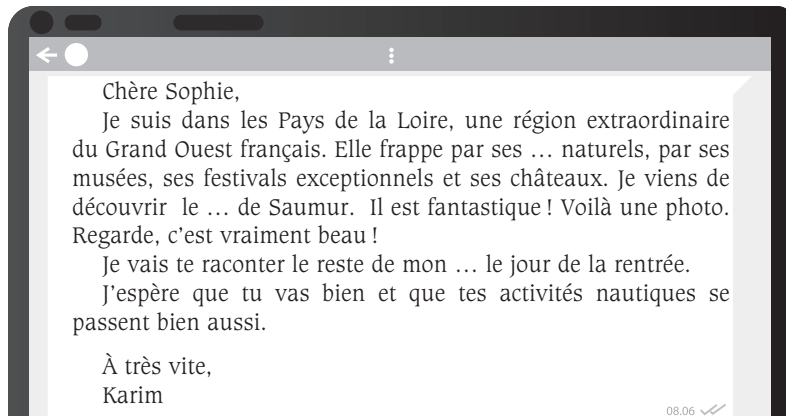 Chère Sophie,
Je suis dans les Pays de la Loire, une région extraordinaire
du Grand Ouest français. Elle frappe par ses … naturels, par ses
musées, ses festivals exceptionnels et ses châteaux. Je viens de
découvrir le … de Saumur. Il est fantastique ! Voilà une photo.
Regarde, c’est vraiment beau !
Je vais te raconter le reste de mon … le jour de la rentrée.
J’espère que tu vas bien et que tes activités nautiques se
passent bien aussi.
À très vite,
Karim
08.06